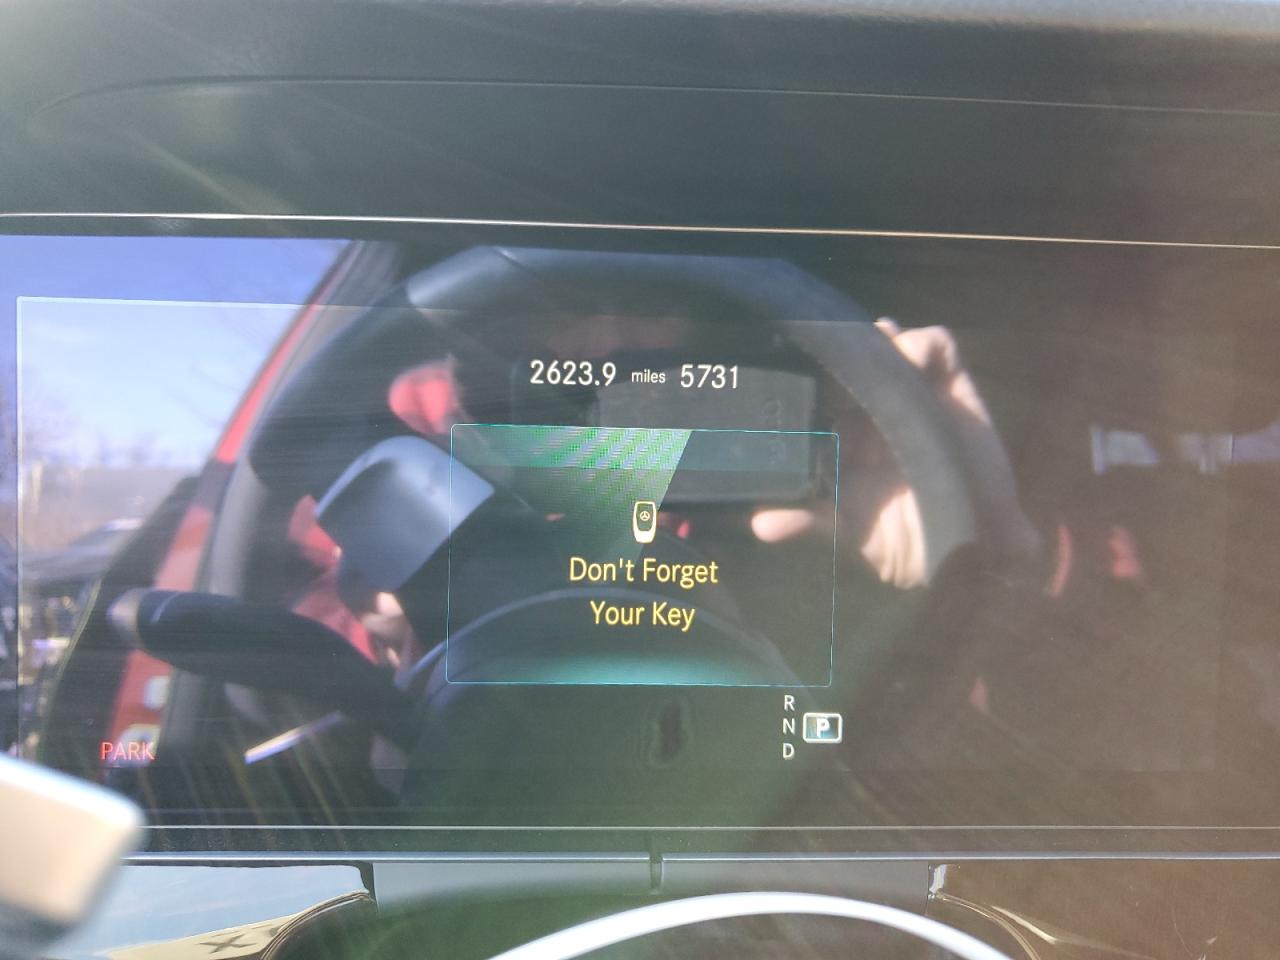 2623.9 miles 5731
Don't Forget
Your Key
R
N P
D
PARK